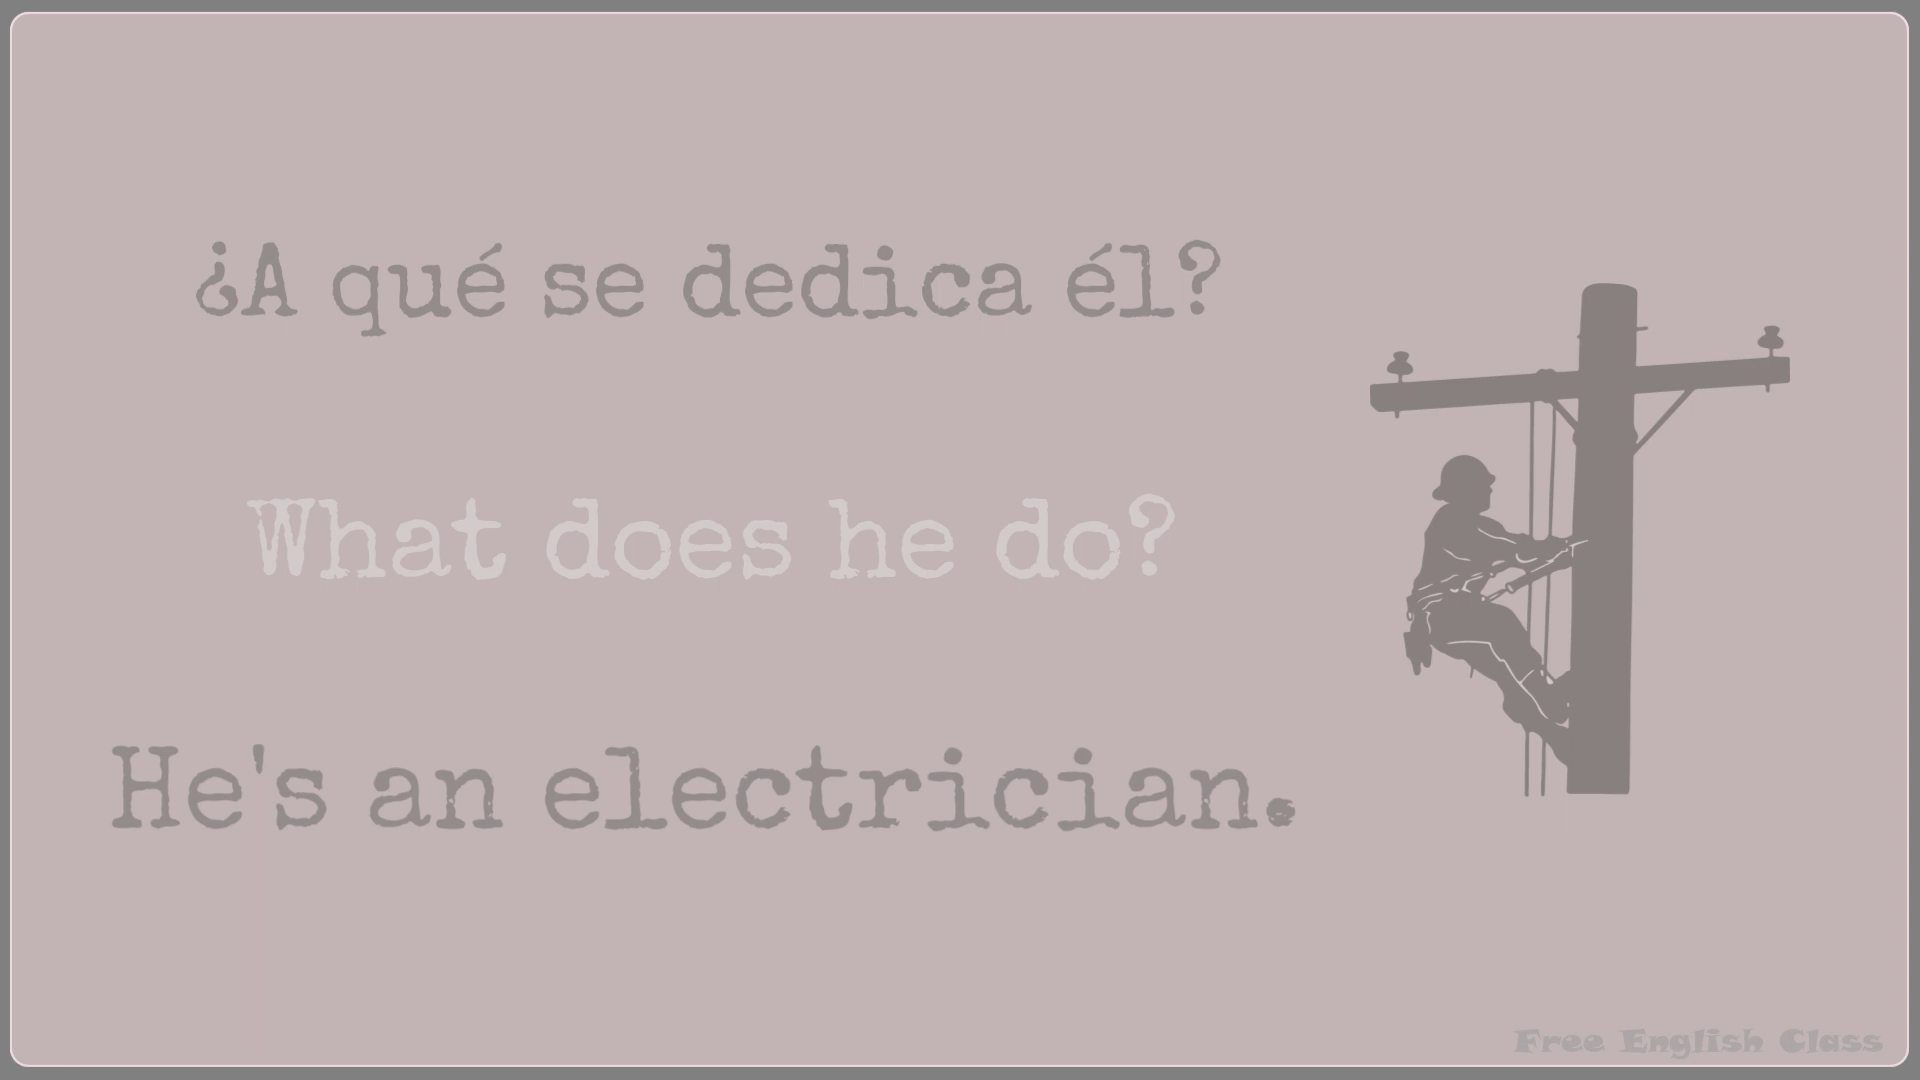 ¿A qué se dedica él?
What does he do?
He's an electrician.
Free English Class